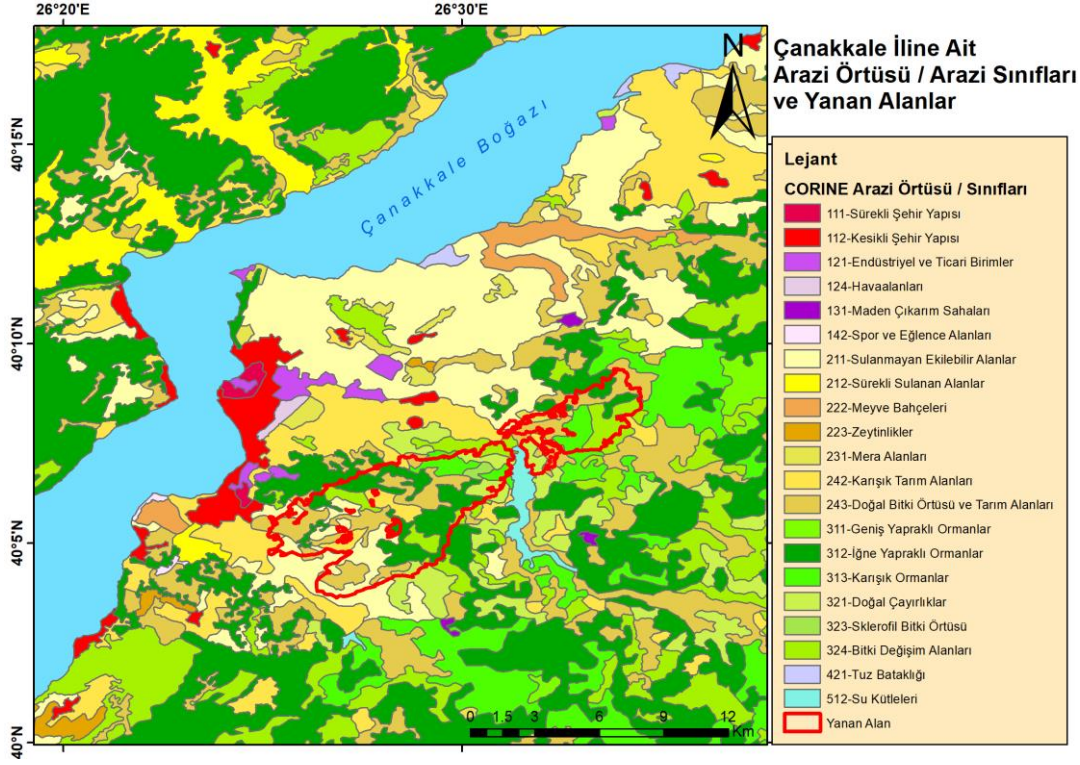 26°20'E
26°30'E
40°15'N
40°10'N
40°5'N
40°N
Çanakkale Boğazı
N
0 1.5 3 6 9 12
Km
Çanakkale İline Ait
Arazi Örtüsü / Arazi Sınıfları
ve Yanan Alanlar
Lejant
CORINE Arazi Örtüsü / Sınıfları
111-Sürekli Şehir Yapısı
112-Kesikli Şehir Yapısı
121-Endüstriyel ve Ticari Birimler
124-Havaalanları
131-Maden Çıkarım Sahaları
142-Spor ve Eğlence Alanları
211-Sulanmayan Ekilebilir Alanlar
212-Sürekli Sulanan Alanlar
222-Meyve Bahçeleri
223-Zeytinlikler
231-Mera Alanları
242-Karışık Tarım Alanları
243-Doğal Bitki Örtüsü ve Tarım Alanları
311-Geniş Yapraklı Ormanlar
312-İğne Yapraklı Ormanlar
313-Karışık Ormanlar
321-Doğal Çayırlıklar
323-Sklerofil Bitki Örtüsü
324-Bitki Değişim Alanları
421-Tuz Bataklığı
512-Su Kütleleri
Yanan Alan